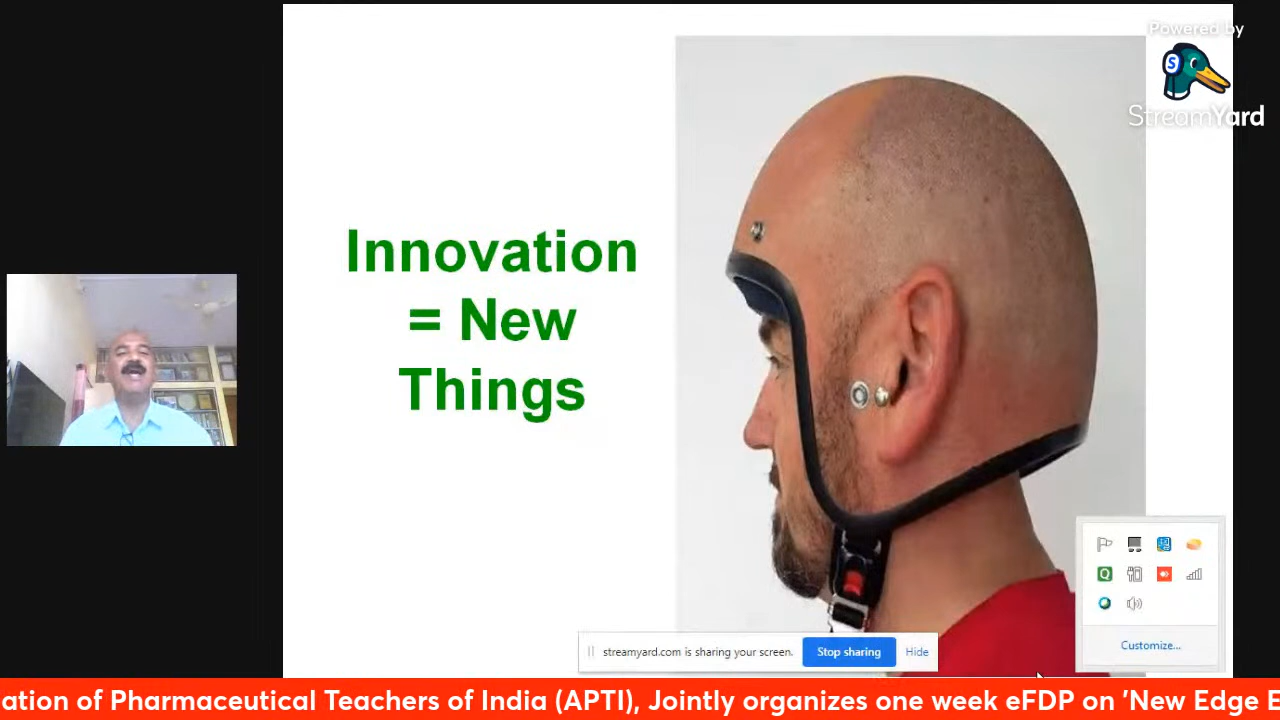 Powered by
StreamYard
Innovation
= New
Things
Customize...
streamyard.com is sharing your screen.
Stop sharing
Hide
ation of Pharmaceutical Teachers of India (APTI), Jointly organizes one week eFDP on 'New Edge E